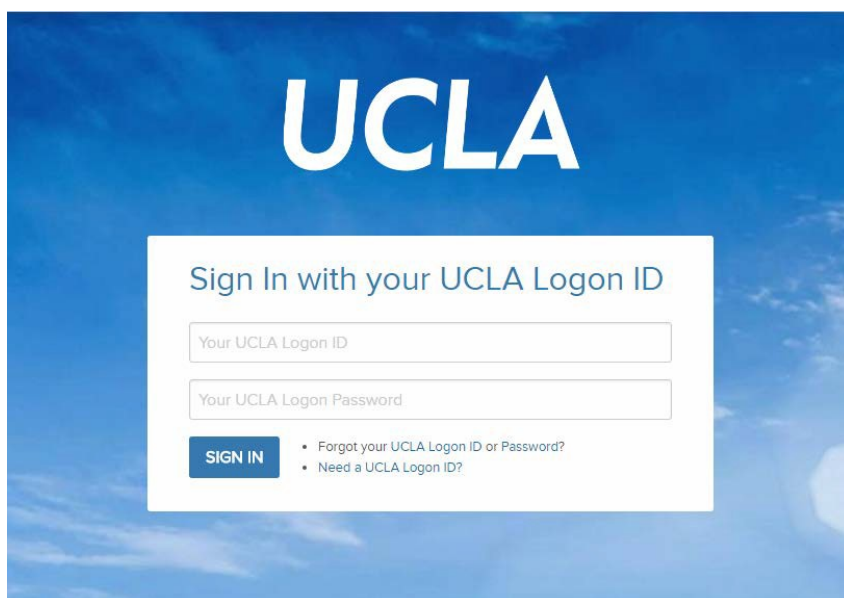 UCLA
Sign In with your UCLA Logon ID
Your UCLA Logon ID
Your UCLA Logon Password
SIGN IN
• Forgot your UCLA Logon ID or Password?
• Need a UCLA Logon ID?